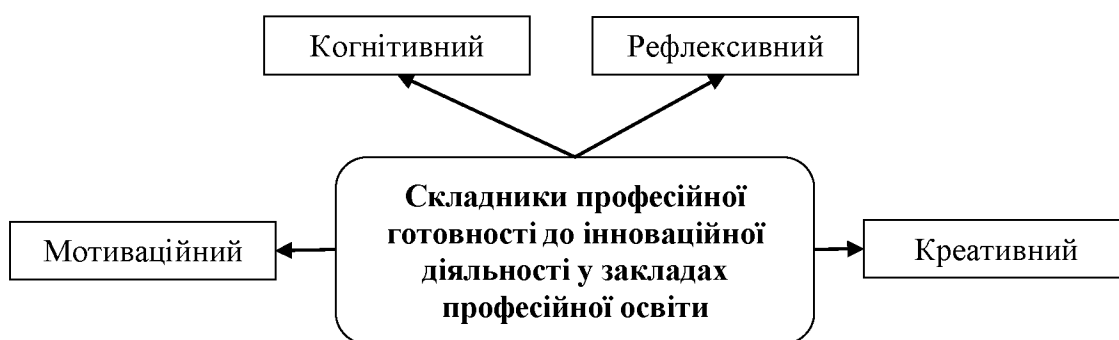 Когнітивний
Рефлексивний
Складники професійної
готовності до інноваційної
діяльності у закладах
професійної освіти
Мотиваційний
Креативний